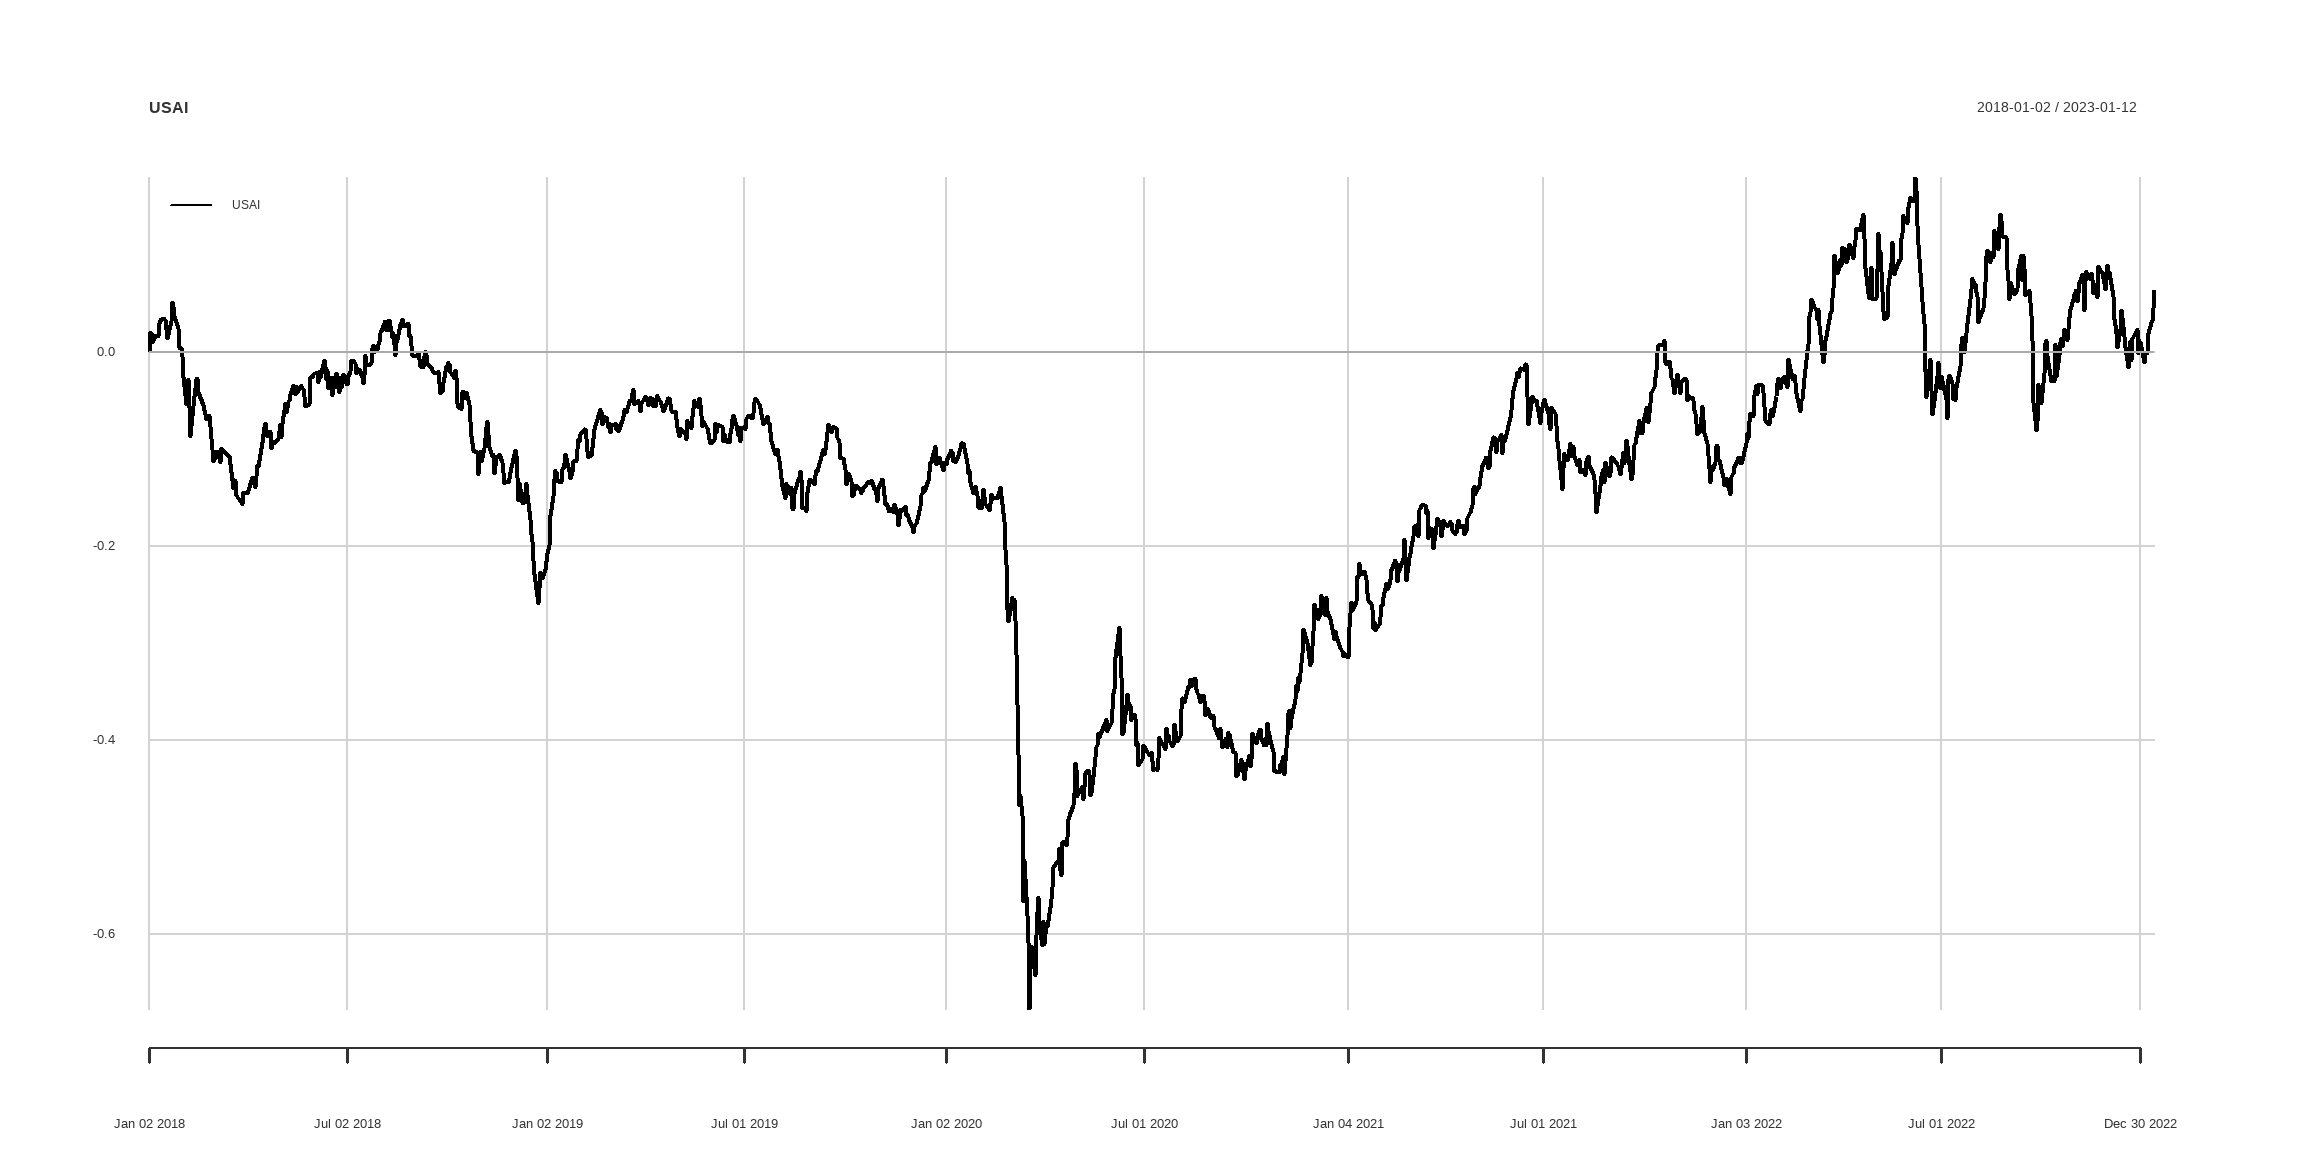 USAI
2018-01-02 / 2023-01-12
USAI
0.0
-0.2
-0.4
-0.6
Jan 02 2018
Jul 02 2018
Jan 02 2019
Jul 01 2019
Jan 02 2020
Jul 01 2020
Jan 04 2021
Jul 01 2021
Jan 03 2022
Jul 01 2022
Dec 30 2022